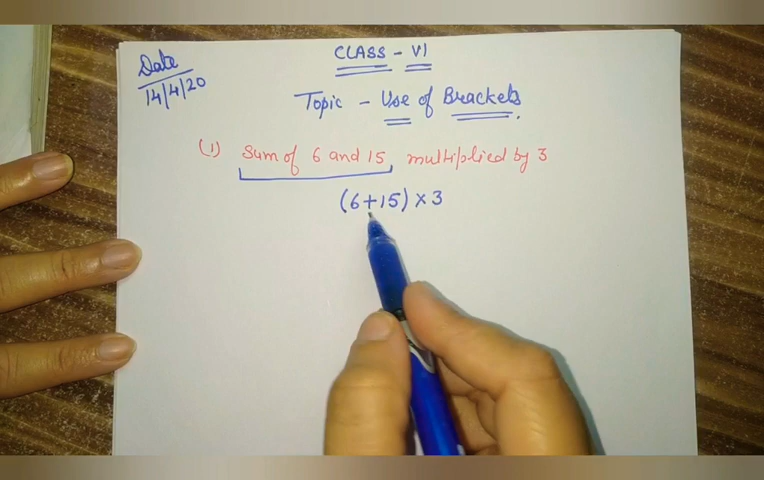 CLASS - VI
Date
14/4/20
Topic - Use of Brackets.
(1) Sum of 6 and 15, multiplied by 3
(6+15) × 3